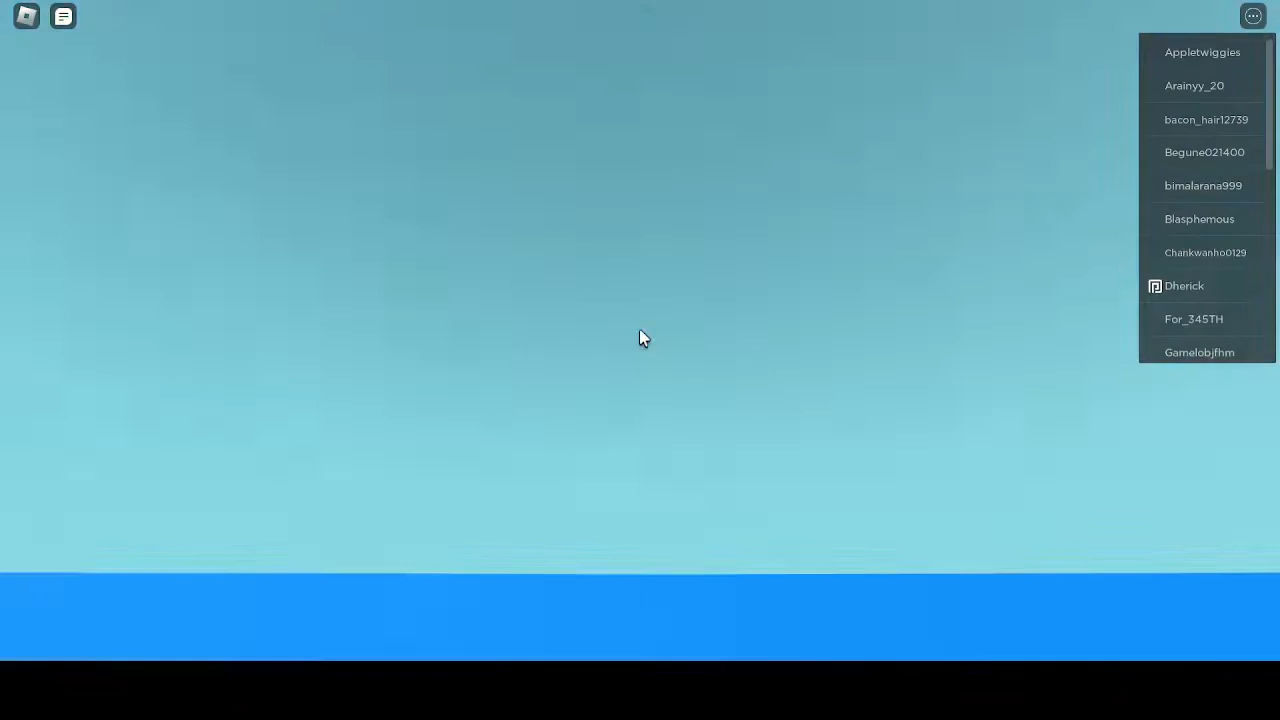 Appletwiggies
Arainyy_20
bacon_hair12739
Begune021400
bimalarana999
Blasphemous
Chankwanho0129
Dherick
For_345TH
Gamelobjfhm